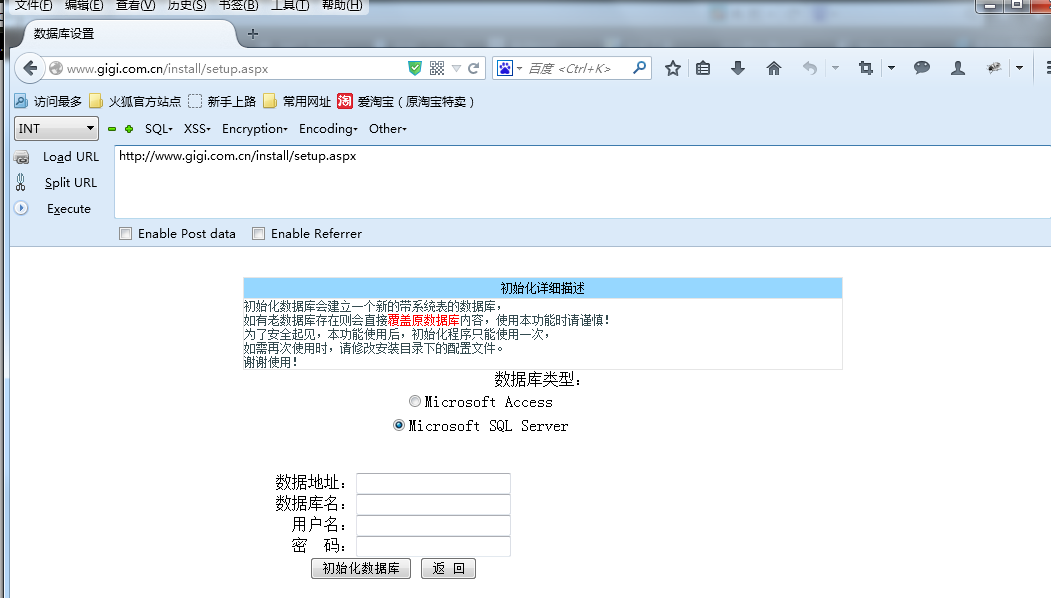 文件(F) 编辑(E) 查看(V) 历史(S) 书签(B) 工具(T) 帮助(H)
数据库设置
www.gigi.com.cn/install/setup.aspx
百度 <Ctrl+K>
访问最多 火狐官方站点 新手上路 常用网址 淘 爱淘宝（原淘宝特卖）
INT SQL XSS Encryption Encoding Other
Load URL http://www.gigi.com.cn/install/setup.aspx
Split URL
Execute
Enable Post data Enable Referrer
初始化详细描述
初始化数据库会建立一个新的带系统表的数据库，
如有老数据库存在则会直接覆盖原数据库内容，使用本功能时请谨慎！
为了安全起见，本功能使用后，初始化程序只能使用一次，
如需再次使用时，请修改安装目录下的配置文件。
谢谢使用！
数据库类型：
Microsoft Access
Microsoft SQL Server
数据地址：
数据库名：
用户名：
密 码：
初始化数据库 返 回